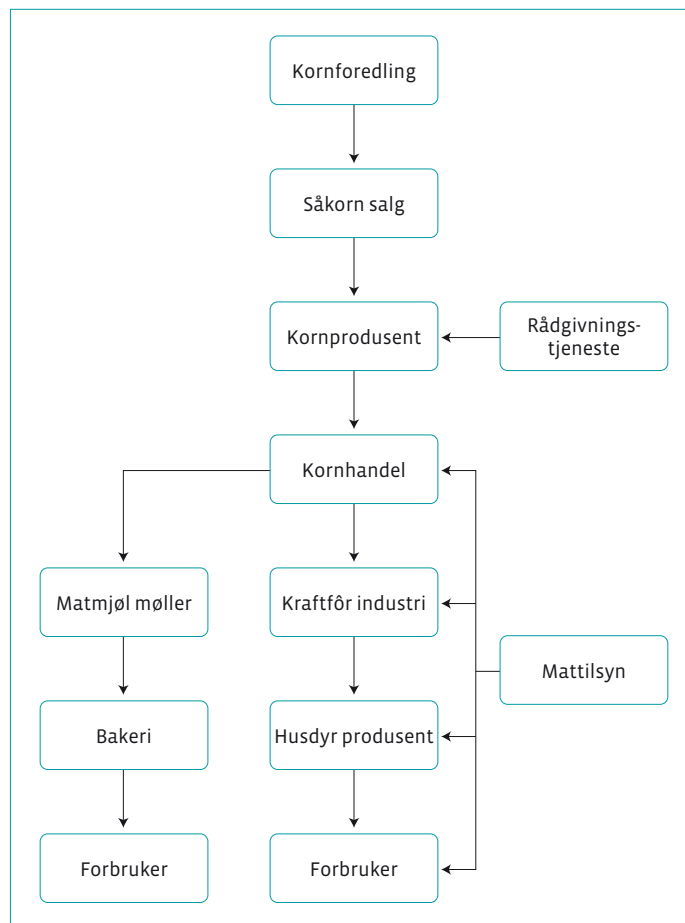 Kornforedling
Såkorn salg
Kornprodusent
Rådgivnings-
tjeneste
Kornhandel
Matmjøl møller
Kraftfôr industri
Mattilsyn
Bakeri
Husdyr produsent
Forbruker
Forbruker